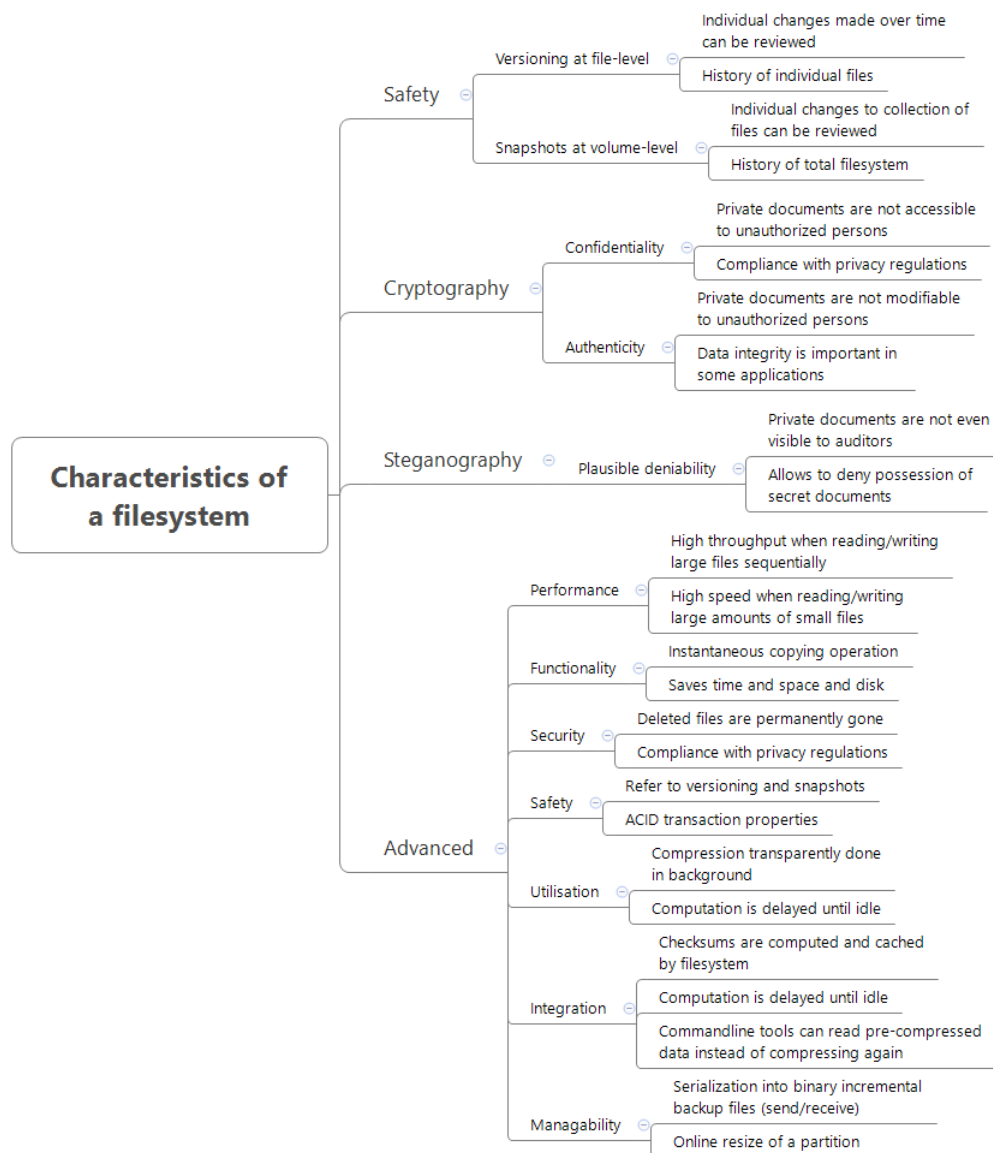 Characteristics of
a filesystem
Safety
Versioning at file-level
Individual changes made over time
can be reviewed
History of individual files
Snapshots at volume-level
Individual changes to collection of
files can be reviewed
History of total filesystem
Cryptography
Confidentiality
Private documents are not accessible
to unauthorized persons
Compliance with privacy regulations
Authenticity
Private documents are not modifiable
to unauthorized persons
Data integrity is important in
some applications
Steganography
Plausible deniability
Private documents are not even
visible to auditors
Allows to deny possession of
secret documents
Advanced
Performance
High throughput when reading/writing
large files sequentially
High speed when reading/writing
large amounts of small files
Functionality
Instantaneous copying operation
Saves time and space and disk
Security
Deleted files are permanently gone
Compliance with privacy regulations
Safety
Refer to versioning and snapshots
ACID transaction properties
Utilisation
Compression transparently done
in background
Computation is delayed until idle
Integration
Checksums are computed and cached
by filesystem
Computation is delayed until idle
Commandline tools can read pre-compressed
data instead of compressing again
Managability
Serialization into binary incremental
backup files (send/receive)
Online resize of a partition